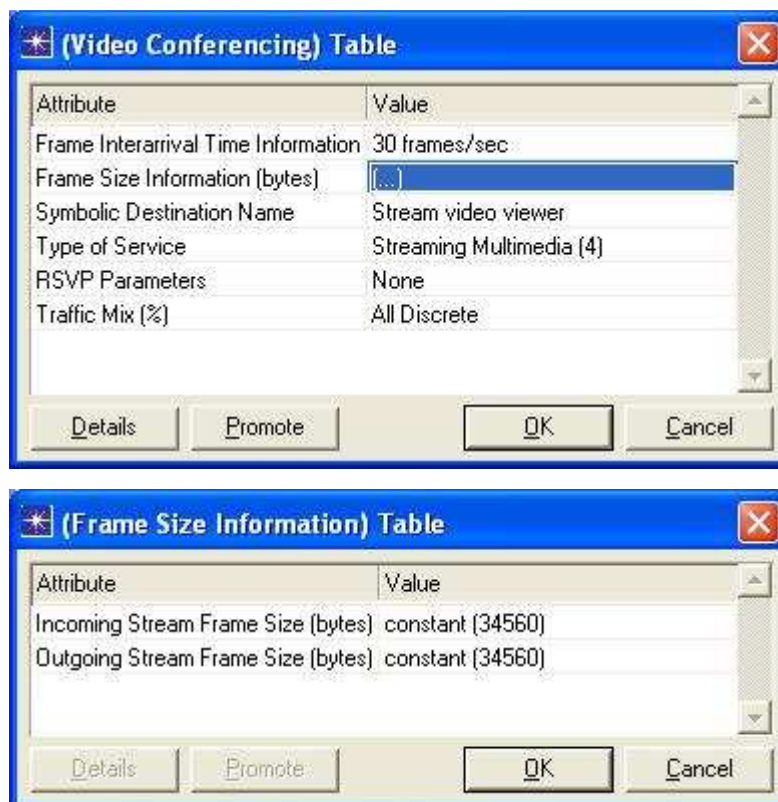 (Video Conferencing) Table
Attribute Value
Frame Interarrival Time Information 30 frames/sec
Frame Size Information (bytes) (...)
Symbolic Destination Name Stream video viewer
Type of Service Streaming Multimedia (4)
RSVP Parameters None
Traffic Mix (%) All Discrete
Details Promote OK Cancel
(Frame Size Information) Table
Attribute Value
Incoming Stream Frame Size (bytes) constant (34560)
Outgoing Stream Frame Size (bytes) constant (34560)
Details Promote OK Cancel